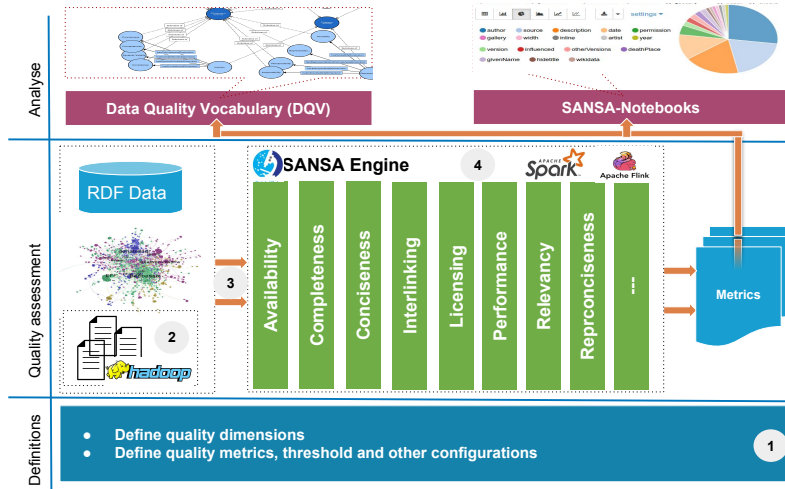 settings
author source description date permission
gallery width inline artist year
version influenced otherVersions deathPlace
givenName hidetitle wikistata
Analyse
Data Quality Vocabulary (DQV)
SANSA-Notebooks
Quality assessment
RDF Data
SANSA Engine
4
APACHE
Spark
Apache Flink
3
Availability
Completeness
Conciseness
Interlinking
Licensing
Performance
Relevancy
Reprconciseness
---
Metrics
2
hadoop
Definitions
● Define quality dimensions
● Define quality metrics, threshold and other configurations
1